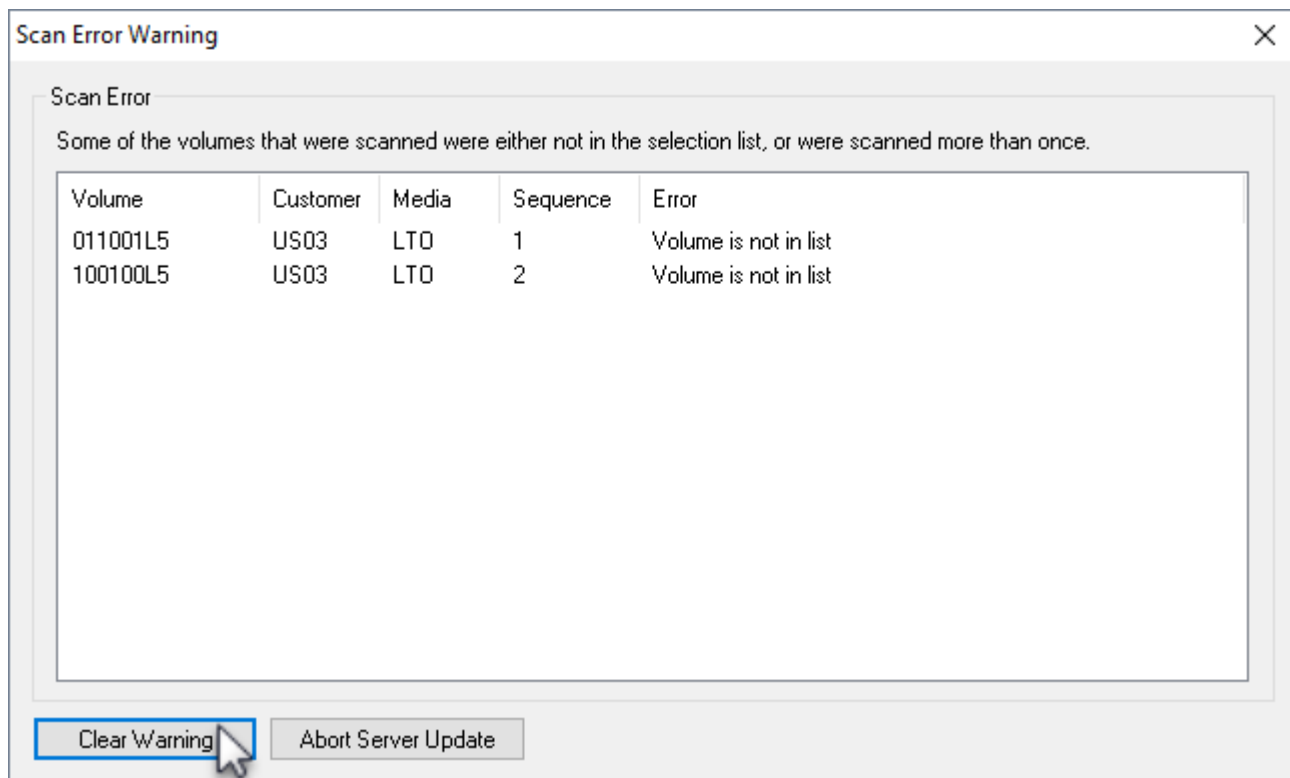 Scan Error Warning
Scan Error
Some of the volumes that were scanned were either not in the selection list, or were scanned more than once.
Volume Customer Media Sequence Error
011001L5 US03 LTO 1 Volume is not in list
100100L5 US03 LTO 2 Volume is not in list
Clear Warning Abort Server Update